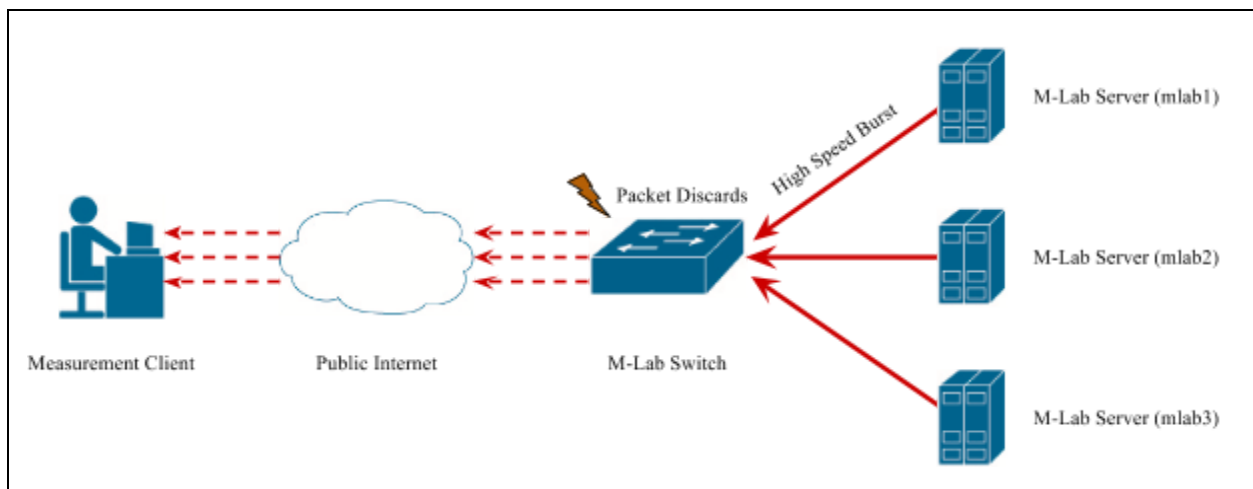 M-Lab Server (mlab1)
High Speed Burst
Packet Discards
M-Lab Server (mlab2)
Measurement Client
Public Internet
M-Lab Switch
M-Lab Server (mlab3)